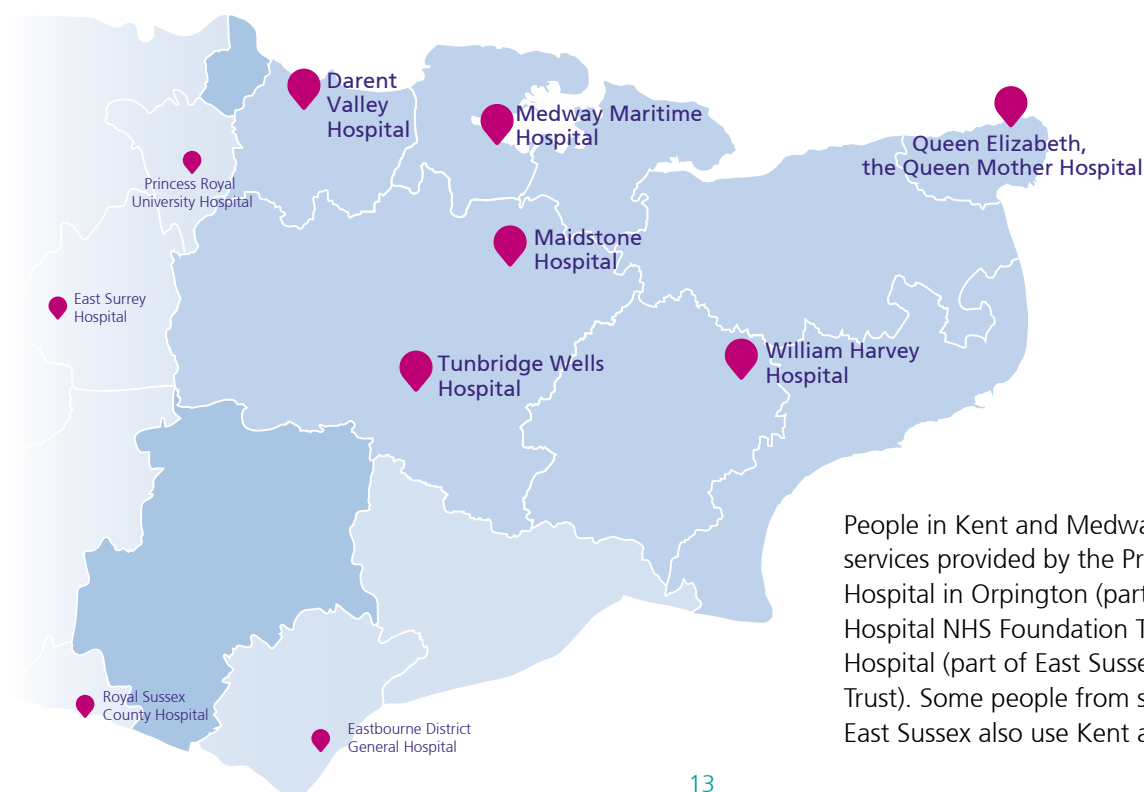 Darent
Valley
Hospital
Medway Maritime
Hospital
Queen Elizabeth,
the Queen Mother Hospital
Princess Royal
University Hospital
Maidstone
Hospital
East Surrey
Hospital
Tunbridge Wells
Hospital
William Harvey
Hospital
People in Kent and Medwa
services provided by the Pr
Hospital in Orpington (part
Hospital NHS Foundation T
Hospital (part of East Susse
Trust). Some people from s
East Sussex also use Kent a
Royal Sussex
County Hospital
Eastbourne District
General Hospital
13